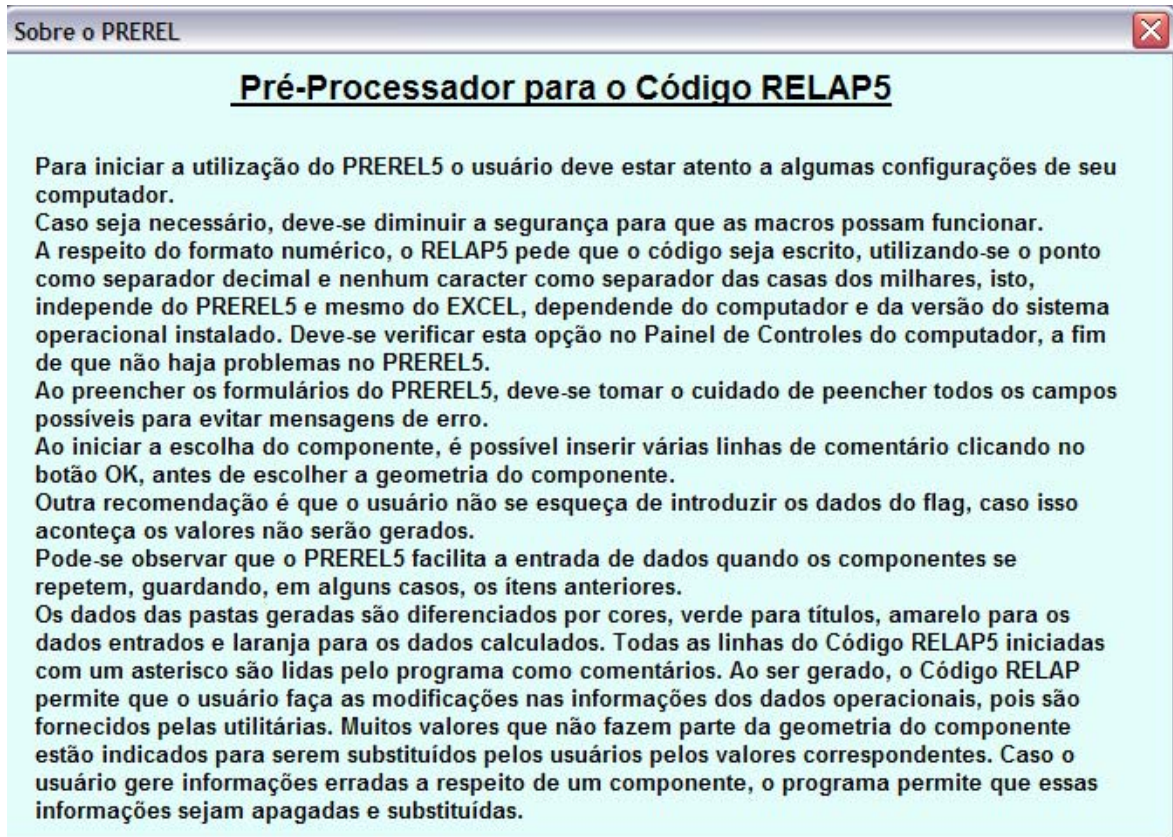 Sobre o PREREL
Pré-Processador para o Código RELAP5
Para iniciar a utilização do PREREL5 o usuário deve estar atento a algumas configurações de seu
computador.
Caso seja necessário, deve-se diminuir a segurança para que as macros possam funcionar.
A respeito do formato numérico, o RELAP5 pede que o código seja escrito, utilizando-se o ponto
como separador decimal e nenhum caracter como separador das casas dos milhares, isto,
independe do PREREL5 e mesmo do EXCEL, dependende do computador e da versão do sistema
operacional instalado. Deve-se verificar esta opção no Painel de Controles do computador, a fim
de que não haja problemas no PREREL5.
Ao preencher os formulários do PREREL5, deve-se tomar o cuidado de peencher todos os campos
possíveis para evitar mensagens de erro.
Ao iniciar a escolha do componente, é possível inserir várias linhas de comentário clicando no
botão OK, antes de escolher a geometria do componente.
Outra recomendação é que o usuário não se esqueça de introduzir os dados do flag, caso isso
aconteça os valores não serão gerados.
Pode-se observar que o PREREL5 facilita a entrada de dados quando os componentes se
repetem, guardando, em alguns casos, os ítens anteriores.
Os dados das pastas geradas são diferenciados por cores, verde para títulos, amarelo para os
dados entrados e laranja para os dados calculados. Todas as linhas do Código RELAP5 iniciadas
com um asterisco são lidas pelo programa como comentários. Ao ser gerado, o Código RELAP
permite que o usuário faça as modificações nas informações dos dados operacionais, pois são
fornecidos pelas utilitárias. Muitos valores que não fazem parte da geometria do componente
estão indicados para serem substituídos pelos usuários pelos valores correspondentes. Caso o
usuário gere informações erradas a respeito de um componente, o programa permite que essas
informações sejam apagadas e substituídas.